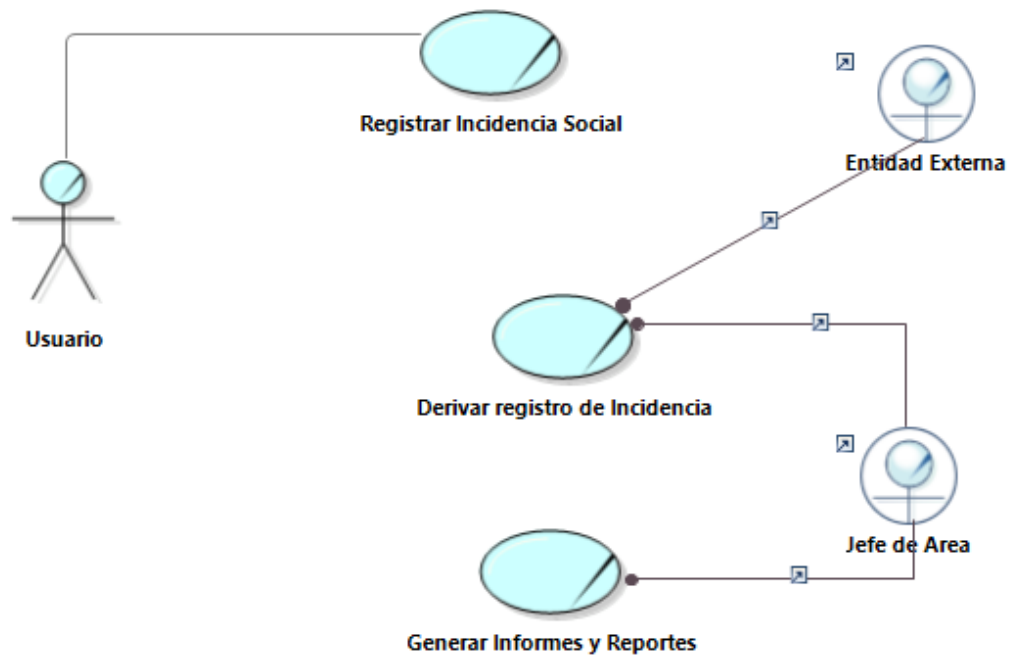 Registrar Incidencia Social
Entidad Externa
Usuario
Derivar registro de Incidencia
Jefe de Area
Generar Informes y Reportes